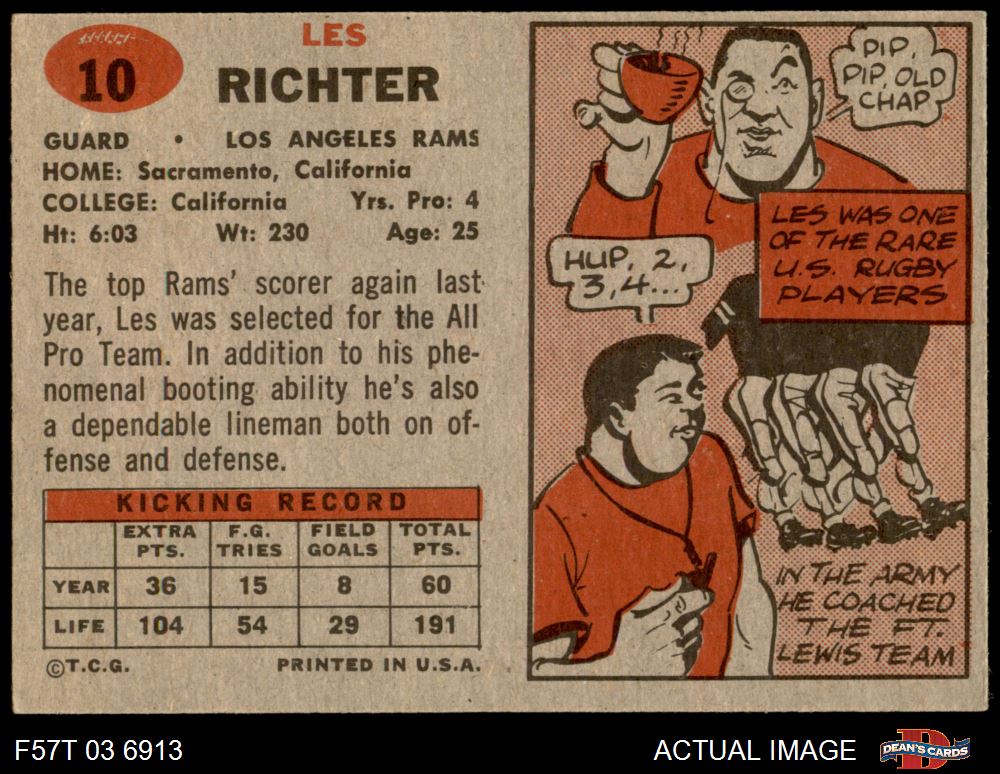 10
LES
RICHTER
GUARD • LOS ANGELES RAMS
HOME: Sacramento, California
COLLEGE: California Yrs. Pro: 4
Ht: 6:03 Wt: 230 Age: 25
The top Rams' scorer again last
year, Les was selected for the All
Pro Team. In addition to his phe-
nomenal booting ability he's also
a dependable lineman both on of-
fense and defense.
KICKING RECORD
EXTRA PTS. F.G. TRIES FIELD GOALS TOTAL PTS.
YEAR 36 15 8 60
LIFE 104 54 29 191
©T.C.G. PRINTED IN U.S.A.
PIP,
PIP, OLD
CHAP
LES WAS ONE
OF THE RARE
U.S. RUGBY
PLAYERS
HUP, 2,
3, 4...
IN THE ARMY
HE COACHED
THE FT.
LEWIS TEAM
F57T 03 6913 ACTUAL IMAGE
DEAN'S CARDS